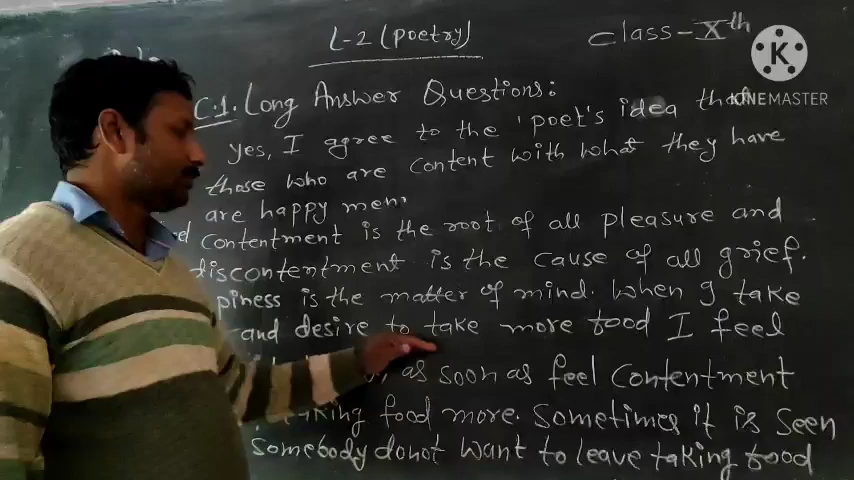 L-2 (poetry)
Class-Xth
KINEMASTER
C.1. Long Answer Questions:
yes, I agree to the 'poet's idea that
those who are content with what they have
are happy men.
contentment is the root of all pleasure and
discontentment is the cause of all grief.
piness is the matter of mind. When I take
and desire to take more food I feel
as soon as feel contentment
taking food more. Sometimes it is seen
somebody donot want to leave taking food